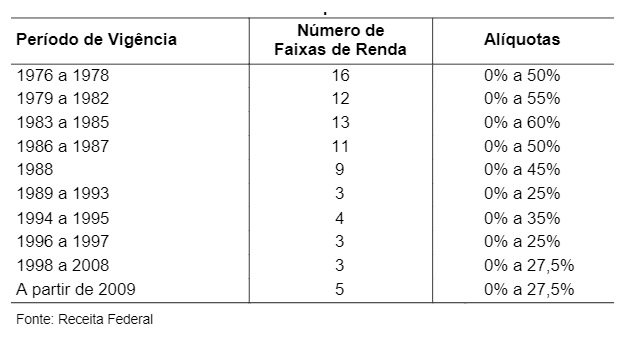 Período de Vigência Número de Faixas de Renda Alíquotas
1976 a 1978 16 0% a 50%
1979 a 1982 12 0% a 55%
1983 a 1985 13 0% a 60%
1986 a 1987 11 0% a 50%
1988 9 0% a 45%
1989 a 1993 3 0% a 25%
1994 a 1995 4 0% a 35%
1996 a 1997 3 0% a 25%
1998 a 2008 3 0% a 27,5%
A partir de 2009 5 0% a 27,5%
Fonte: Receita Federal